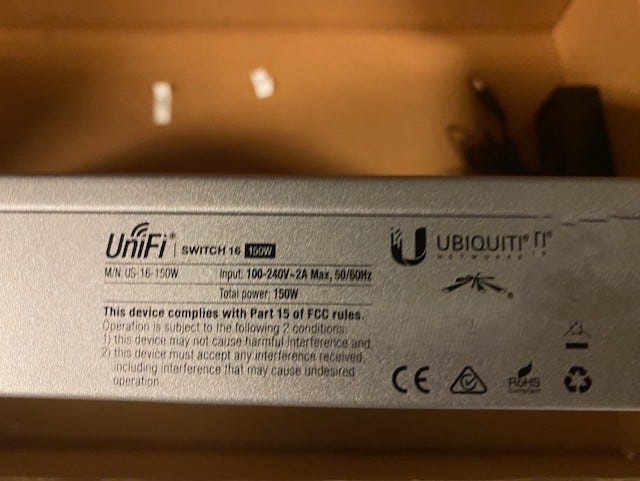 UniFi® | SWITCH 16 150W
M/N: US-16-150W Input: 100-240V~2A Max, 50/60Hz
Total power: 150W
This device complies with Part 15 of FCC rules.
Operation is subject to the following 2 conditions:
1) this device may not cause harmful interference and,
2) this device must accept any interference received,
including interference that may cause undesired
operation.
UBIQUITI®
NETWORKS
CE
RoHS
Compliant